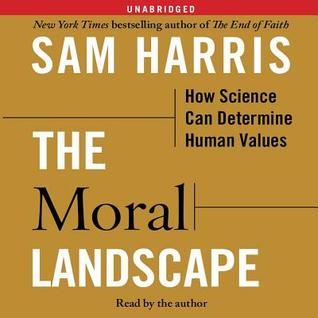 UNABRIDGED
New York Times bestselling author of The End of Faith
SAM HARRIS
How Science
Can Determine
Human Values
THE
Moral
LANDSCAPE
Read by the author